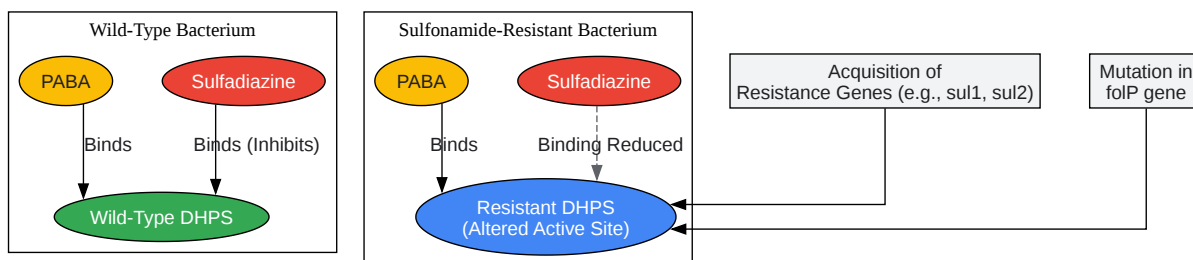 Wild-Type Bacterium
PABA
Sulfadiazine
Binds
Binds (Inhibits)
Wild-Type DHPS
Sulfonamide-Resistant Bacterium
PABA
Sulfadiazine
Binds
Binding Reduced
Resistant DHPS
(Altered Active Site)
Acquisition of
Resistance Genes (e.g., sul1, sul2)
Mutation in
folP gene